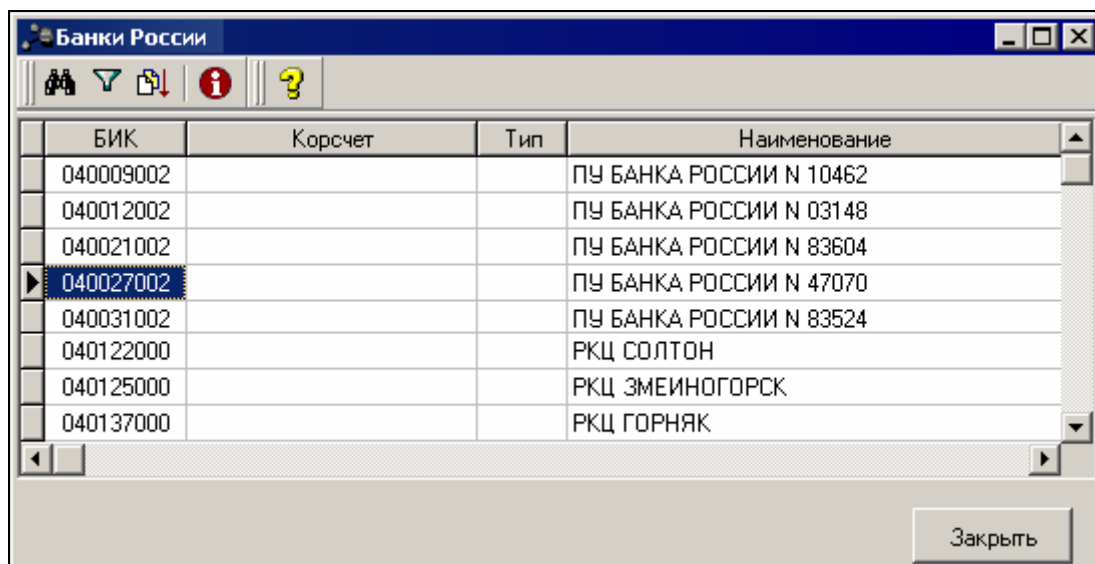 Банки России
БИК Корсчет Тип Наименование
040009002 ПУ БАНКА РОССИИ N 10462
040012002 ПУ БАНКА РОССИИ N 03148
040021002 ПУ БАНКА РОССИИ N 83604
040027002 ПУ БАНКА РОССИИ N 47070
040031002 ПУ БАНКА РОССИИ N 83524
040122000 РКЦ СОЛТОН
040125000 РКЦ ЗМЕИНОГОРСК
040137000 РКЦ ГОРНЯК
Закрыть